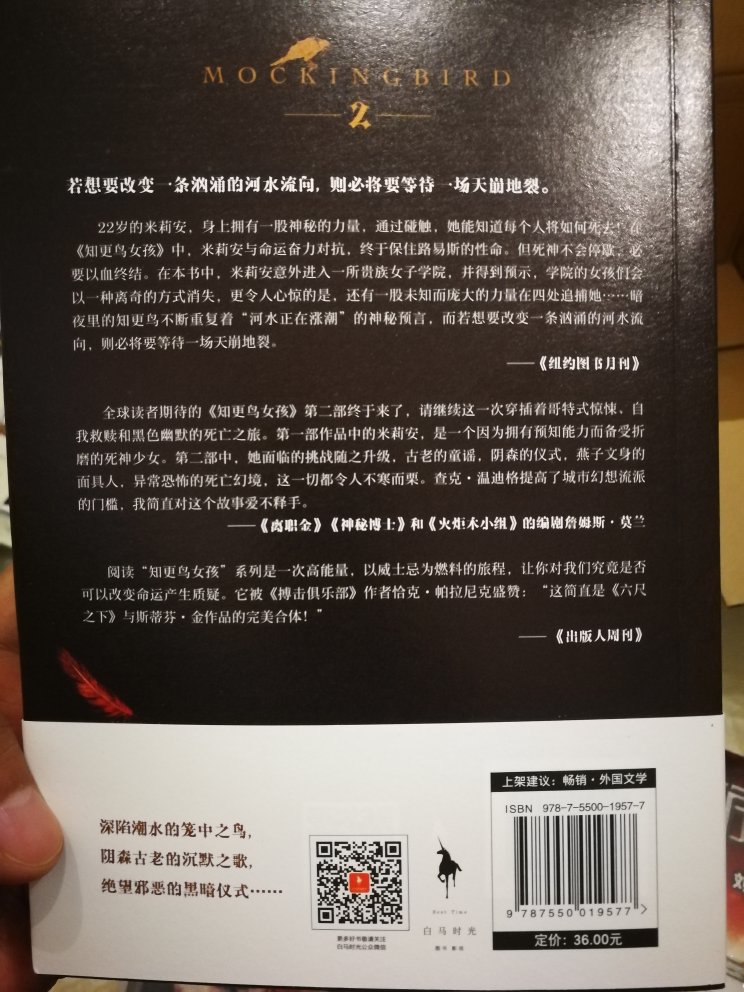 MOCKINGBIRD
2
若想要改变一条汹涌的河水流向，则必将要等待一场天崩地裂。
22岁的米莉安，身上拥有一股神秘的力量，通过碰触，她能知道每个人将如何死去！在
《知更鸟女孩》中，米莉安与命运奋力对抗，终于保住路易斯的性命。但死神不会停歇，必
要以血终结。在本书中，米莉安意外进入一所贵族女子学院，并得到预示，学院的女孩们会
以一种离奇的方式消失，更令人心惊的是，还有一股未知而庞大的力量在四处追捕她……暗
夜里的知更鸟不断重复着“河水正在涨潮”的神秘预言，而若想要改变一条汹涌的河水流
向，则必将要等待一场天崩地裂。
——《纽约图书月刊》
全球读者期待的《知更鸟女孩》第二部终于来了，请继续这一次穿插着哥特式惊悚、自
我救赎和黑色幽默的死亡之旅。第一部作品中的米莉安，是一个因为拥有预知能力而备受折
磨的死神少女。第二部中，她面临的挑战随之升级，古老的童谣，阴森的仪式，燕子文身的
面具人，异常恐怖的死亡幻境，这一切都令人不寒而栗。查克·温迪格提高了城市幻想流派
的门槛，我简直对这个故事爱不释手。
——《离职金》《神秘博士》和《火炬木小组》的编剧詹姆斯·莫兰
阅读“知更鸟女孩”系列是一次高能量，以威士忌为燃料的旅程，让你对我们究竟是否
可以改变命运产生质疑。它被《搏击俱乐部》作者恰克·帕拉尼克盛赞：“这简直是《六尺
之下》与斯蒂芬·金作品的完美合体！”
——《出版人周刊》
深陷潮水的笼中之鸟，
阴森古老的沉默之歌，
绝望邪恶的黑暗仪式……
更多好书敬请关注
白马时光公众微信
Best Time
白马时光
图书 影视
上架建议：畅销·外国文学
ISBN 978-7-5500-1957-7
9 787550 019577 >
定价：36.00元